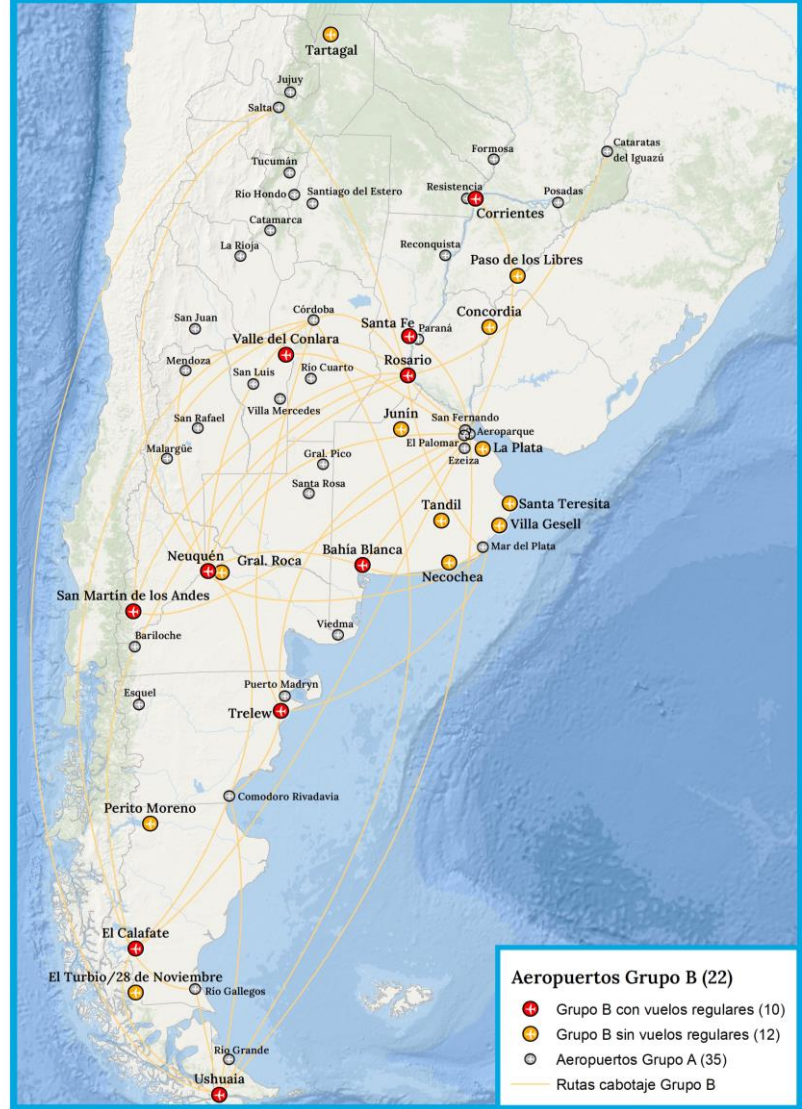 Tartagal
Jujuy
Salta
Tucumán
Formosa
Cataratas
del Iguazú
Río Hondo
Santiago del Estero
Resistencia
Corrientes
Posadas
Catamarca
La Rioja
Reconquista
Paso de los Libres
San Juan
Córdoba
Santa Fe
Paraná
Concordia
Valle del Conlara
Mendoza
San Luis
Río Cuarto
Rosario
Villa Mercedes
San Rafael
Junín
San Fernando
Aeroparque
El Palomar
La Plata
Malargüe
Gral. Pico
Ezeiza
Santa Rosa
Tandil
Santa Teresita
Villa Gesell
Mar del Plata
Neuquén
Gral. Roca
Bahía Blanca
Necochea
San Martín de los Andes
Viedma
Bariloche
Esquel
Puerto Madryn
Trelew
Comodoro Rivadavia
Perito Moreno
El Calafate
El Turbio/28 de Noviembre
Río Gallegos
Río Grande
Ushuaia
Aeropuertos Grupo B (22)
Grupo B con vuelos regulares (10)
Grupo B sin vuelos regulares (12)
Aeropuertos Grupo A (35)
Rutas cabotaje Grupo B